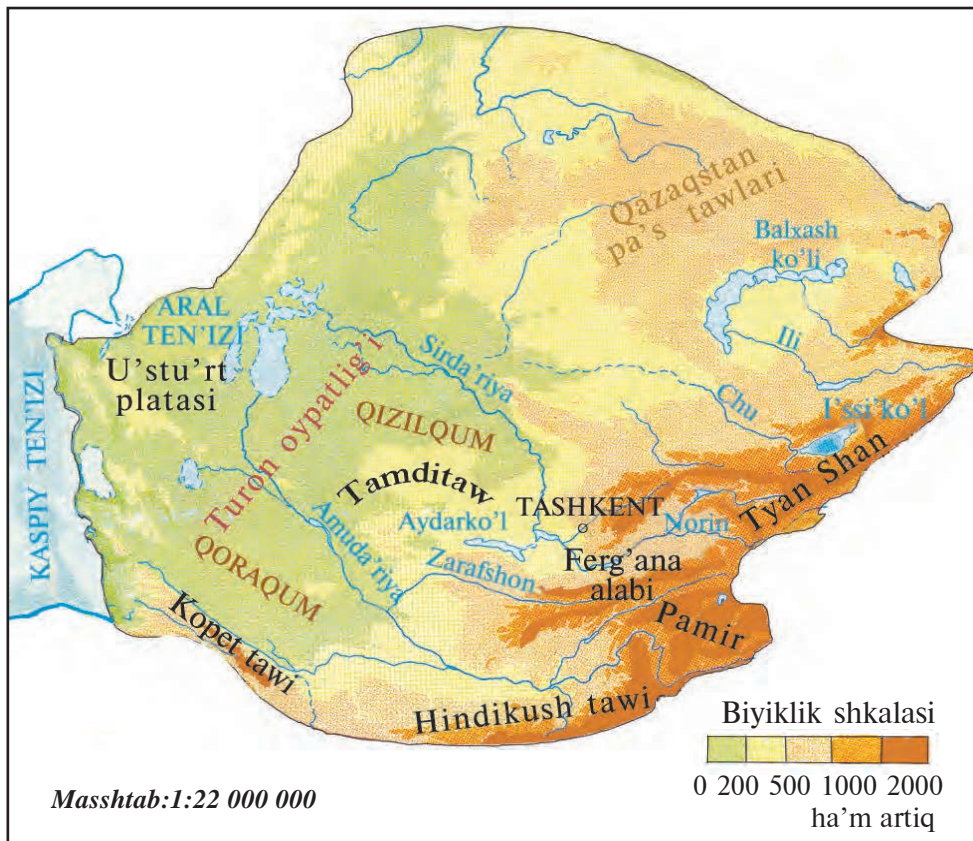 Qazaqstan
pa's tawlari
Balxash
ko'li
ARAL
TEN'IZI
U'stu'rt
platasi
KASPIY TEN'IZI
Turon oypatlig'i
Sirda'riya
Ili
Chu
I'ssi'ko'l
QIZILQUM
Tamditaw
Tyan Shan
TASHKENT
Aydarko'l
Norin
Amuda'riya
Zarafshon
Ferg'ana
alabi
QORAQUM
Pamir
Kopet tawi
Hindikush tawi
Biyiklik shkalasi
0 200 500 1000 2000
ha'm artiq
Masshtab:1:22 000 000